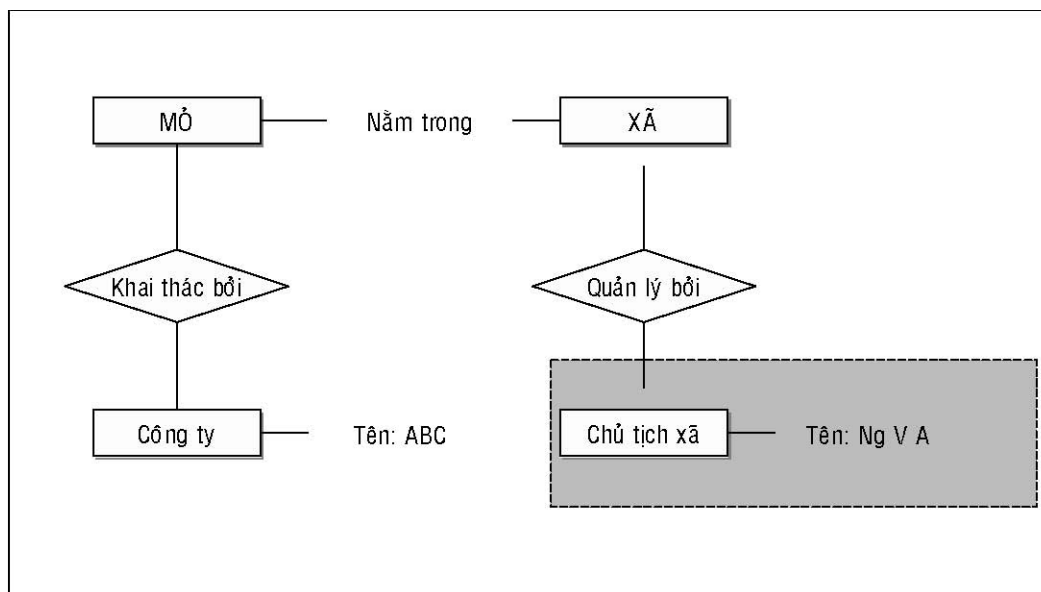 MỎ
Nằm trong
XÃ
Khai thác bởi
Quản lý bởi
Công ty
Tên: ABC
Chủ tịch xã
Tên: Ng V A